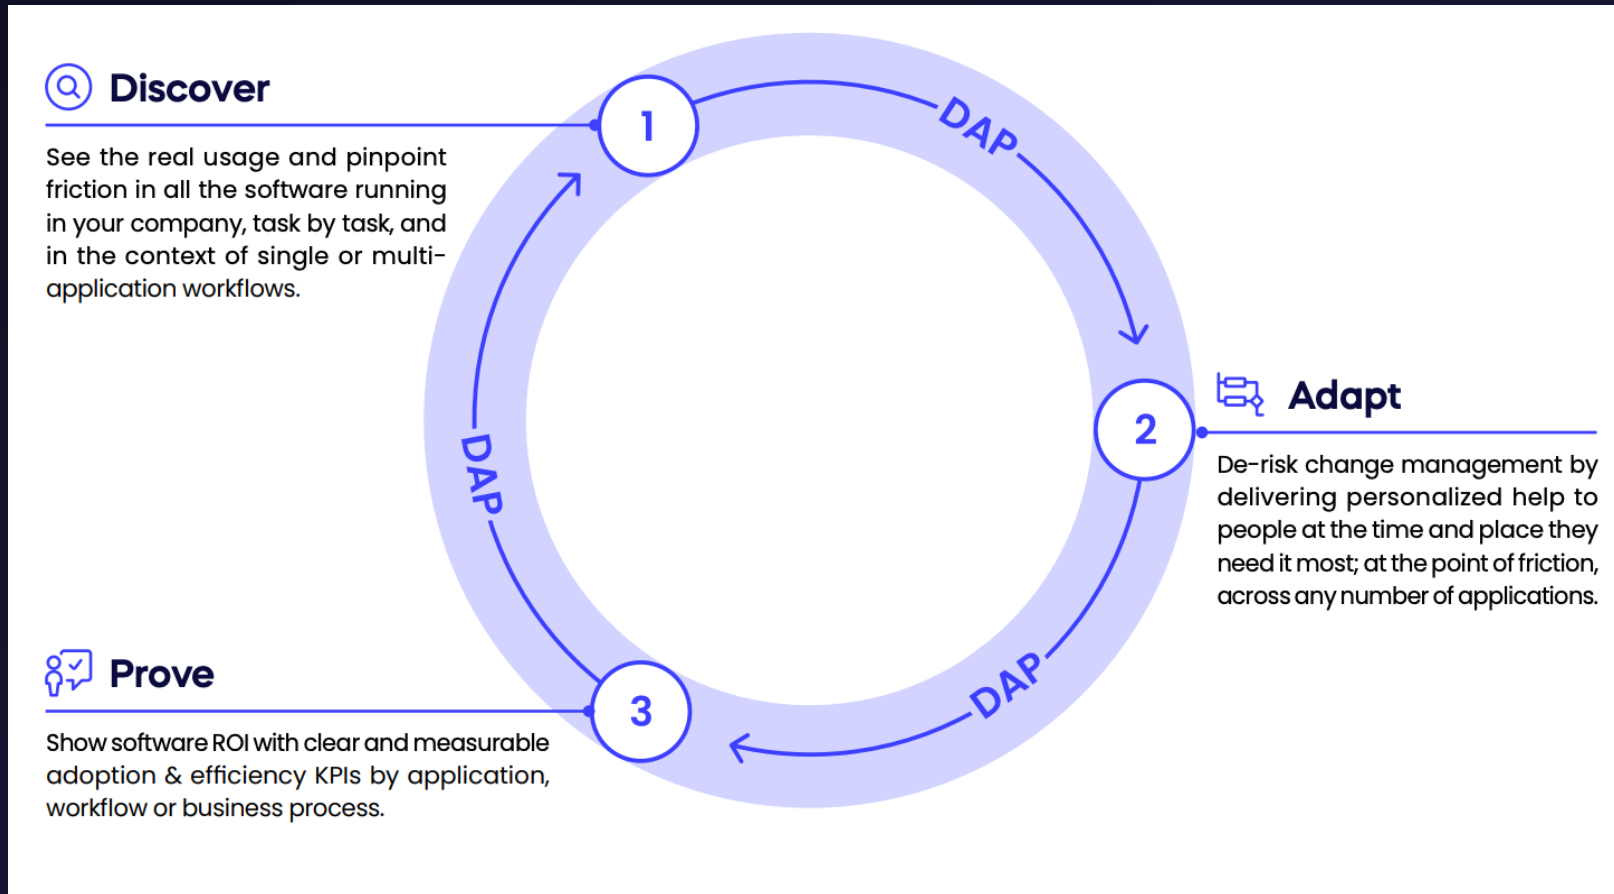 Discover
See the real usage and pinpoint
friction in all the software running
in your company, task by task, and
in the context of single or multi-
application workflows.
1
DAP
2
Adapt
De-risk change management by
delivering personalized help to
people at the time and place they
need it most; at the point of friction,
across any number of applications.
DAP
3
Prove
Show software ROI with clear and measurable
adoption & efficiency KPIs by application,
workflow or business process.
DAP